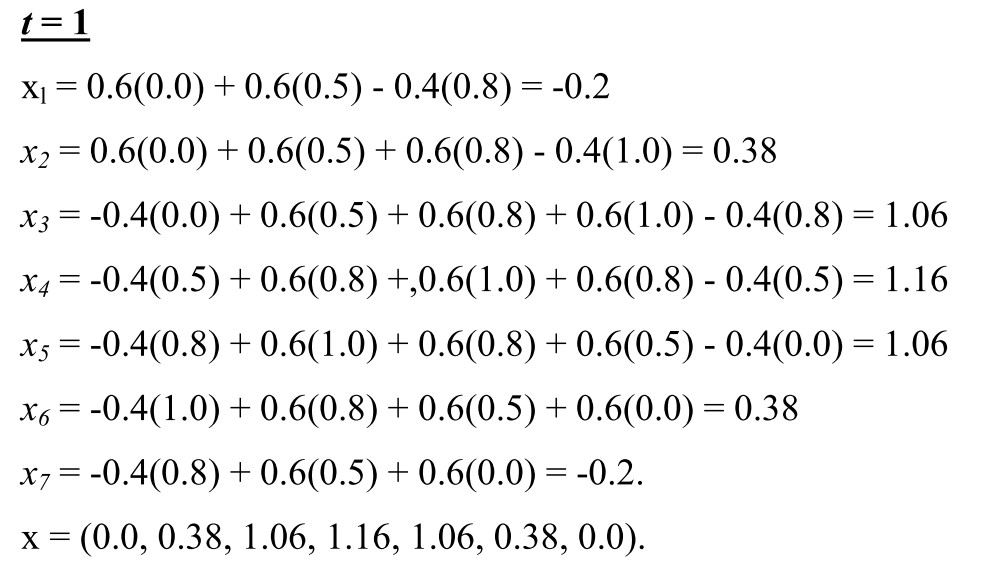 t = 1
x₁ = 0.6(0.0) + 0.6(0.5) - 0.4(0.8) = -0.2
x₂ = 0.6(0.0) + 0.6(0.5) + 0.6(0.8) - 0.4(1.0) = 0.38
x₃ = -0.4(0.0) + 0.6(0.5) + 0.6(0.8) + 0.6(1.0) - 0.4(0.8) = 1.06
x₄ = -0.4(0.5) + 0.6(0.8) +,0.6(1.0) + 0.6(0.8) - 0.4(0.5) = 1.16
x₅ = -0.4(0.8) + 0.6(1.0) + 0.6(0.8) + 0.6(0.5) - 0.4(0.0) = 1.06
x₆ = -0.4(1.0) + 0.6(0.8) + 0.6(0.5) + 0.6(0.0) = 0.38
x₇ = -0.4(0.8) + 0.6(0.5) + 0.6(0.0) = -0.2.
x = (0.0, 0.38, 1.06, 1.16, 1.06, 0.38, 0.0).